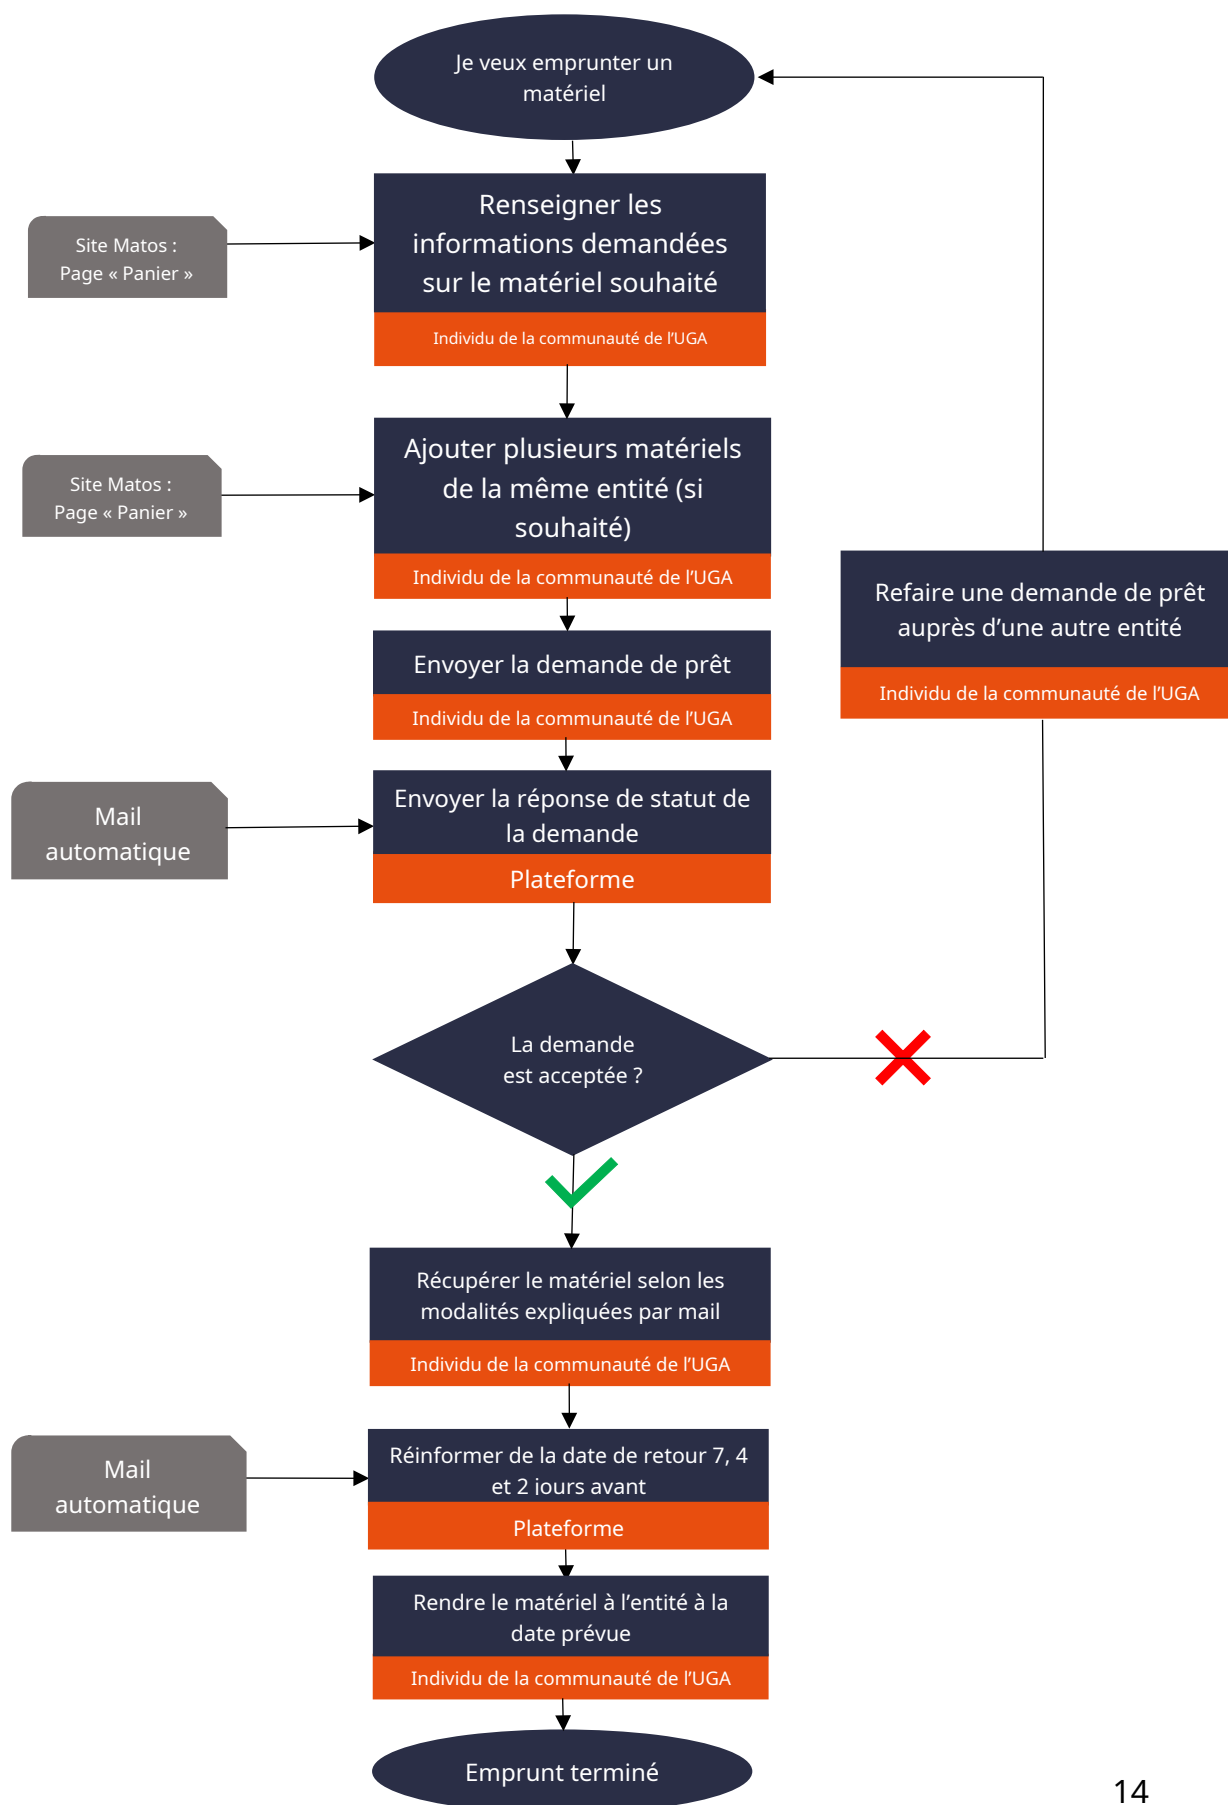 Je veux emprunter un
matériel
Site Matos :
Page « Panier »
Renseigner les
informations demandées
sur le matériel souhaité
Individu de la communauté de l’UGA
Site Matos :
Page « Panier »
Ajouter plusieurs matériels
de la même entité (si
souhaité)
Individu de la communauté de l’UGA
Refaire une demande de prêt
auprès d’une autre entité
Individu de la communauté de l’UGA
Envoyer la demande de prêt
Individu de la communauté de l’UGA
Mail
automatique
Envoyer la réponse de statut de
la demande
Plateforme
La demande
est acceptée ?
Récupérer le matériel selon les
modalités expliquées par mail
Individu de la communauté de l’UGA
Mail
automatique
Réinformer de la date de retour 7, 4
et 2 jours avant
Plateforme
Rendre le matériel à l’entité à la
date prévue
Individu de la communauté de l’UGA
Emprunt terminé
14